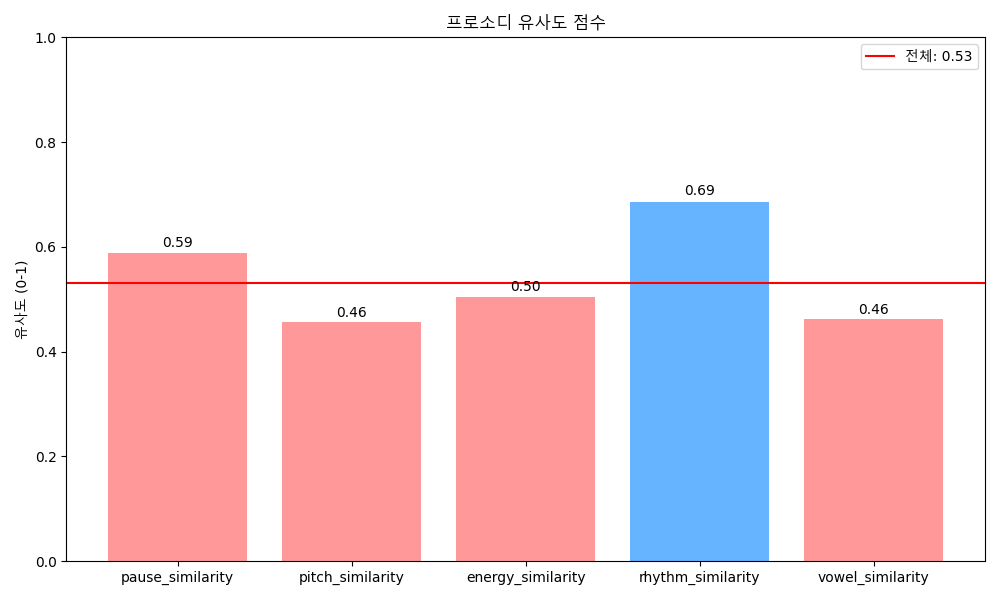 프로소디 유사도 점수
전체: 0.53
유사도 (0-1)
1.0
0.8
0.6
0.4
0.2
0.0
0.59
0.46
0.50
0.69
0.46
pause_similarity
pitch_similarity
energy_similarity
rhythm_similarity
vowel_similarity